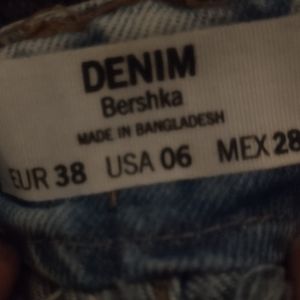 DENIM
Bershka
MADE IN BANGLADESH
EUR 38 USA 06 MEX 28